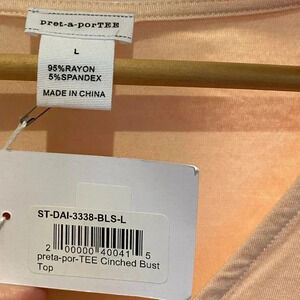 pret-a-porTEE
L
95%RAYON
5%SPANDEX
MADE IN CHINA
ST-DAI-3338-BLS-L
2 00000 40041 5
preta-por-TEE Cinched Bust
Top